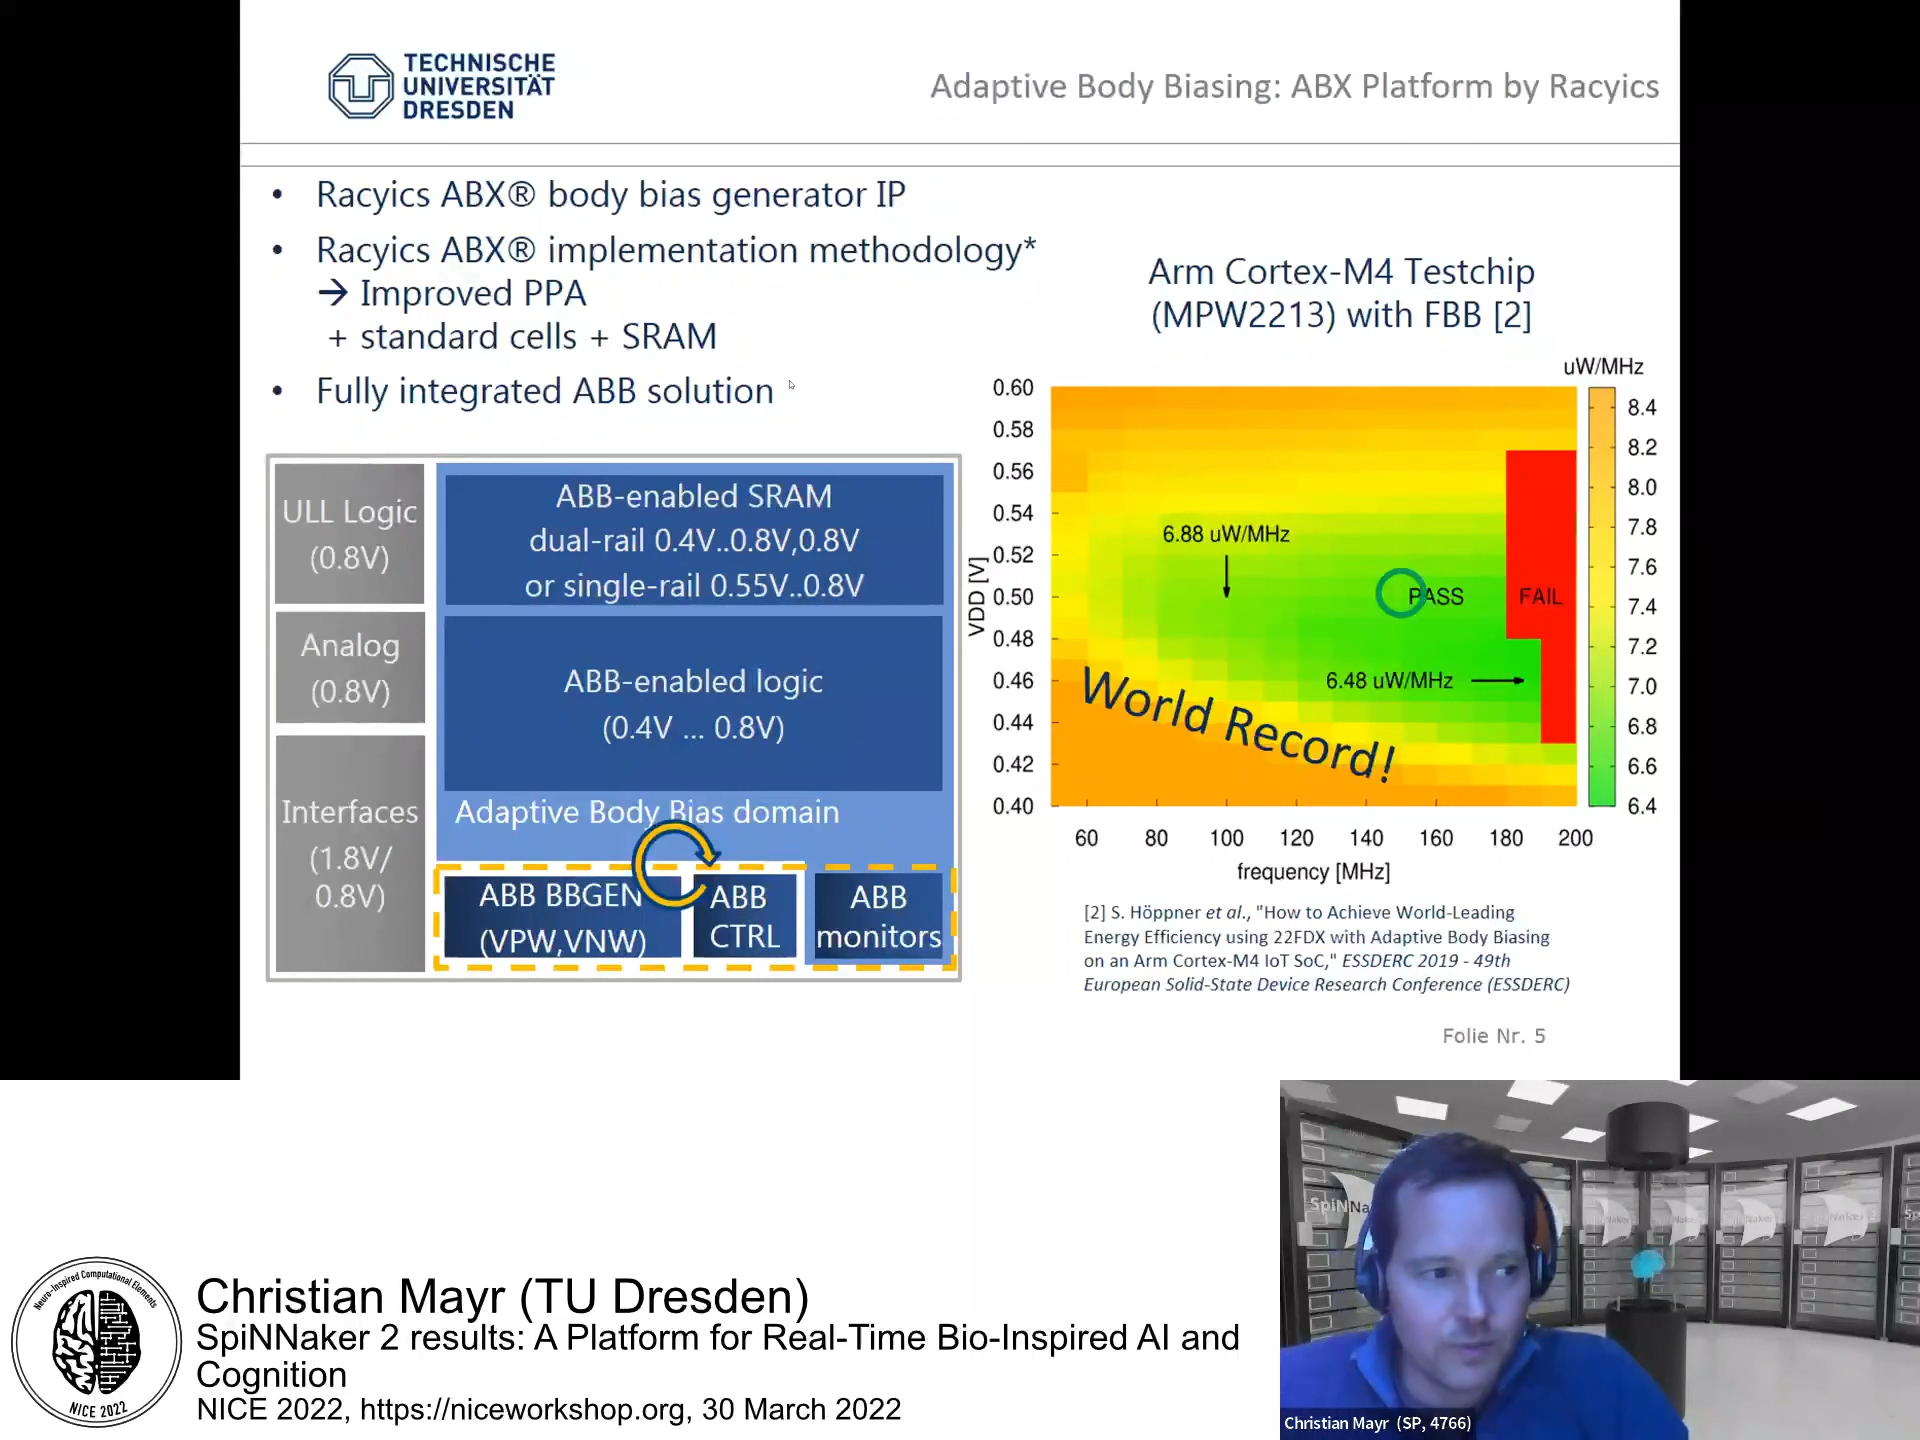 TECHNISCHE
UNIVERSITÄT
DRESDEN
Adaptive Body Biasing: ABX Platform by Racyics
• Racyics ABX® body bias generator IP
• Racyics ABX® implementation methodology*
→ Improved PPA
+ standard cells + SRAM
• Fully integrated ABB solution
ULL Logic
(0.8V)
Analog
(0.8V)
Interfaces
(1.8V/
0.8V)
ABB-enabled SRAM
dual-rail 0.4V..0.8V,0.8V
or single-rail 0.55V..0.8V
ABB-enabled logic
(0.4V ... 0.8V)
Adaptive Body Bias domain
ABB BBGEN
(VPW,VNW)
ABB
CTRL
ABB
monitors
Arm Cortex-M4 Testchip
(MPW2213) with FBB [2]
uW/MHz
VDD [V]
0.60
0.58
0.56
0.54
0.52
0.50
0.48
0.46
0.44
0.42
0.40
6.88 uW/MHz
PASS
FAIL
6.48 uW/MHz
World Record!
8.4
8.2
8.0
7.8
7.6
7.4
7.2
7.0
6.8
6.6
6.4
60 80 100 120 140 160 180 200
frequency [MHz]
[2] S. Höppner et al., "How to Achieve World-Leading
Energy Efficiency using 22FDX with Adaptive Body Biasing
on an Arm Cortex-M4 IoT SoC," ESSDERC 2019 - 49th
European Solid-State Device Research Conference (ESSDERC)
Folie Nr. 5
Neuro-Inspired Computational Elements
NICE 2022
Christian Mayr (TU Dresden)
SpiNNaker 2 results: A Platform for Real-Time Bio-Inspired AI and
Cognition
NICE 2022, https://niceworkshop.org, 30 March 2022
Christian Mayr (SP, 4766)